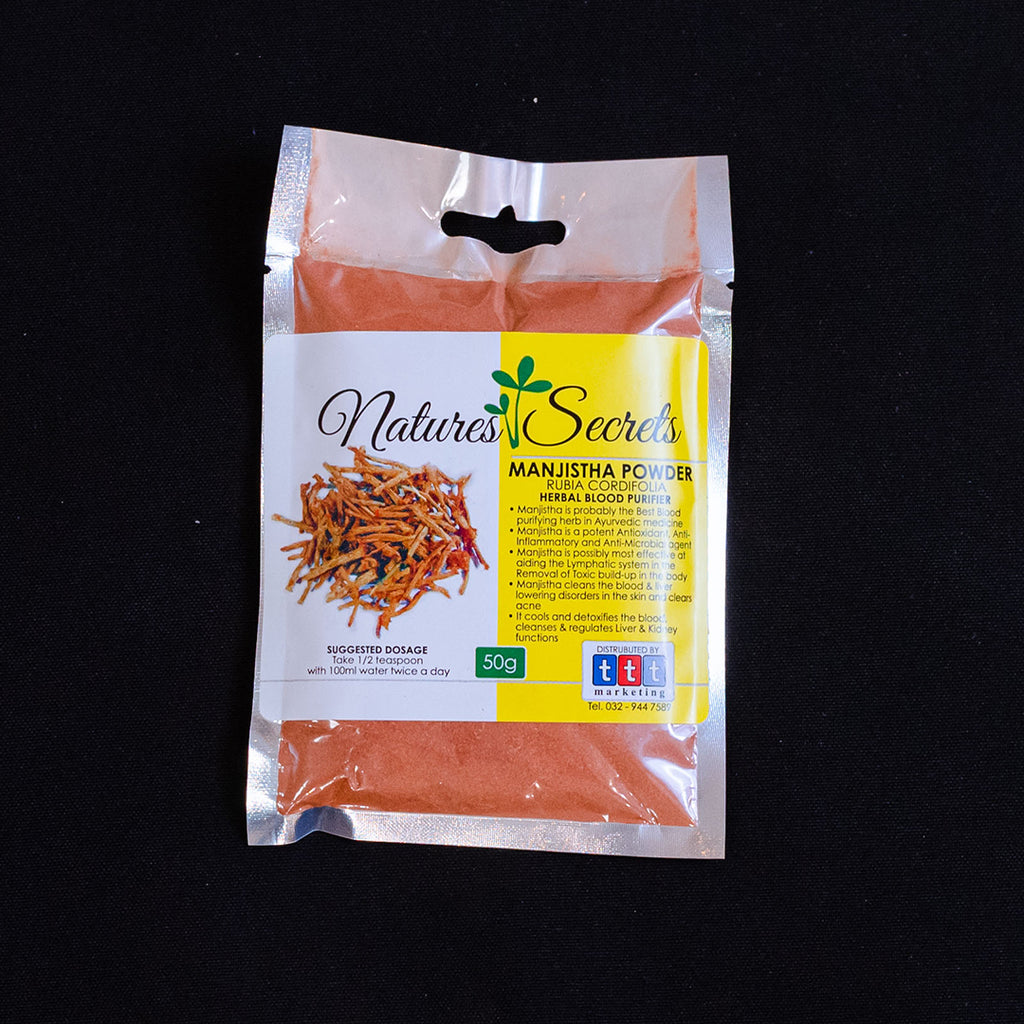 Natures Secrets
MANJISTHA POWDER
RUBIA CORDIFOLIA
HERBAL BLOOD PURIFIER
• Manjistha is probably the Best Blood
purifying herb in Ayurvedic medicine
• Manjistha is a potent Antioxidant, Anti-
Inflammatory and Anti-Microbial agent
• Manjistha is possibly most effective at
aiding the Lymphatic system in the
Removal of Toxic build-up in the body
• Manjistha cleans the blood & liver
lowering disorders in the skin and clears
acne
• It cools and detoxifies the blood,
cleanses & regulates Liver & Kidney
functions
SUGGESTED DOSAGE
Take 1/2 teaspoon
with 100ml water twice a day
50g
DISTRUBUTED BY
ttt
marketing
Tel. 032 - 944 7589